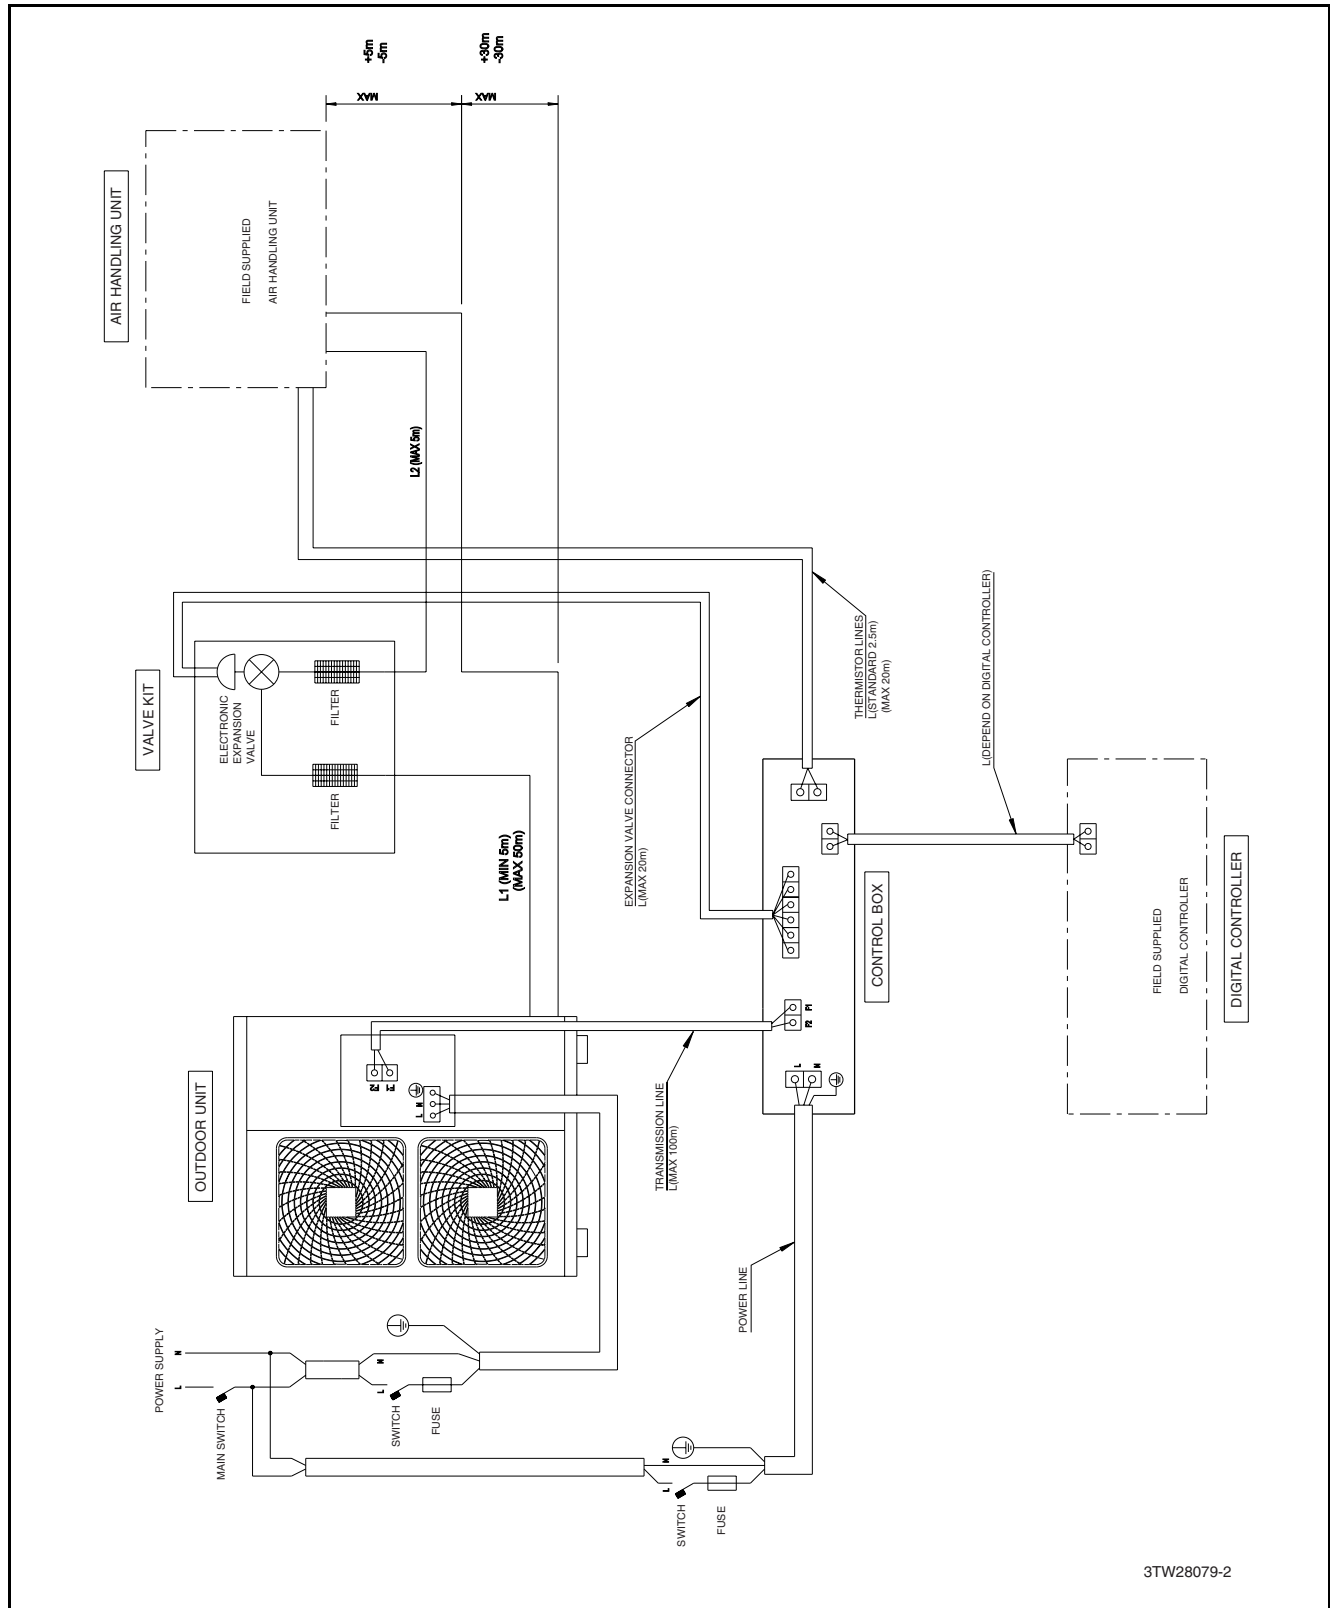 AIR HANDLING UNIT
FIELD SUPPLIED
AIR HANDLING UNIT
+5m
-5m
MAX
+30m
-30m
MAX
L2 (MAX 5m)
VALVE KIT
ELECTRONIC
EXPANSION
VALVE
FILTER
FILTER
L1 (MIN 5m)
(MAX 50m)
EXPANSION VALVE CONNECTOR
L(MAX 20m)
THERMISTOR LINES
L(STANDARD 2.5m)
(MAX 20m)
L(DEPEND ON DIGITAL CONTROLLER)
CONTROL BOX
F2 F1
L
N
FIELD SUPPLIED
DIGITAL CONTROLLER
DIGITAL CONTROLLER
OUTDOOR UNIT
F2 F1
L N
TRANSMISSION LINE
L(MAX 100m)
POWER LINE
POWER SUPPLY
L N
MAIN SWITCH
L N
SWITCH
FUSE
L N
SWITCH
FUSE
3TW28079-2